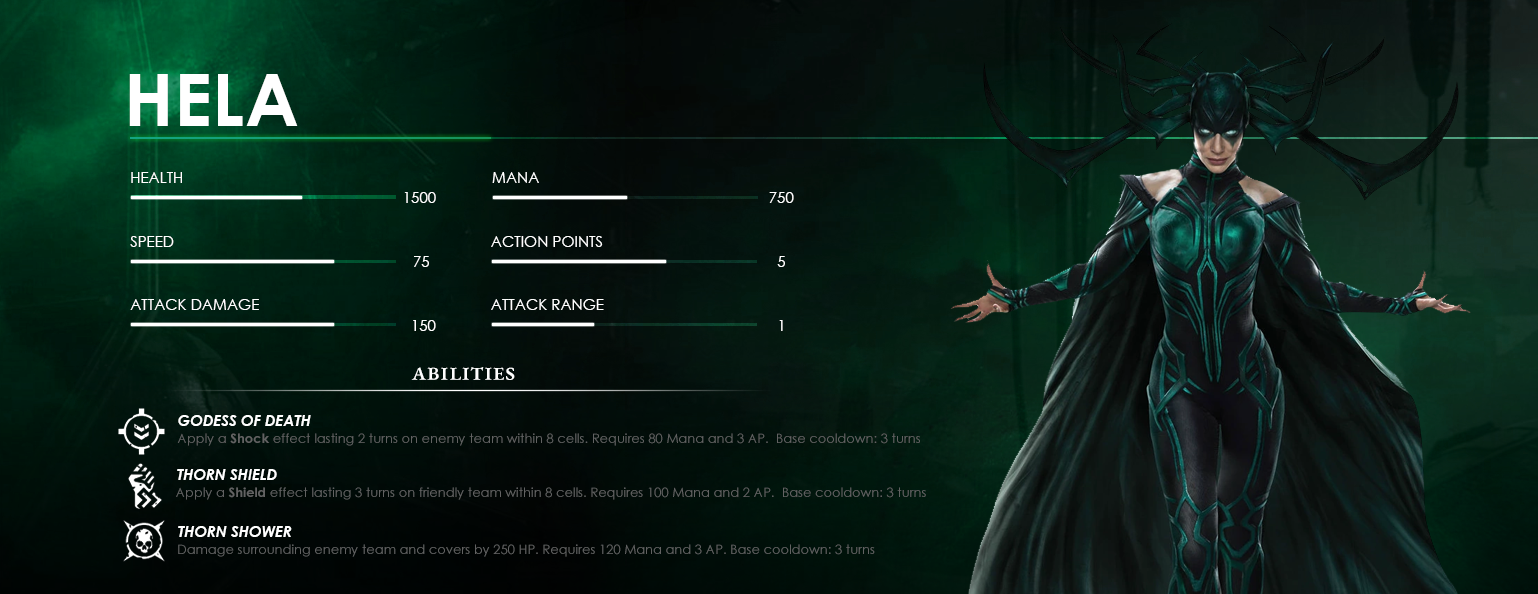 HELA
HEALTH
1500
MANA
750
SPEED
75
ACTION POINTS
5
ATTACK DAMAGE
150
ATTACK RANGE
1
ABILITIES
GODESS OF DEATH
Apply a Shock effect lasting 2 turns on enemy team within 8 cells. Requires 80 Mana and 3 AP. Base cooldown: 3 turns
THORN SHIELD
Apply a Shield effect lasting 3 turns on friendly team within 8 cells. Requires 100 Mana and 2 AP. Base cooldown: 3 turns
THORN SHOWER
Damage surrounding enemy team and covers by 250 HP. Requires 120 Mana and 3 AP. Base cooldown: 3 turns